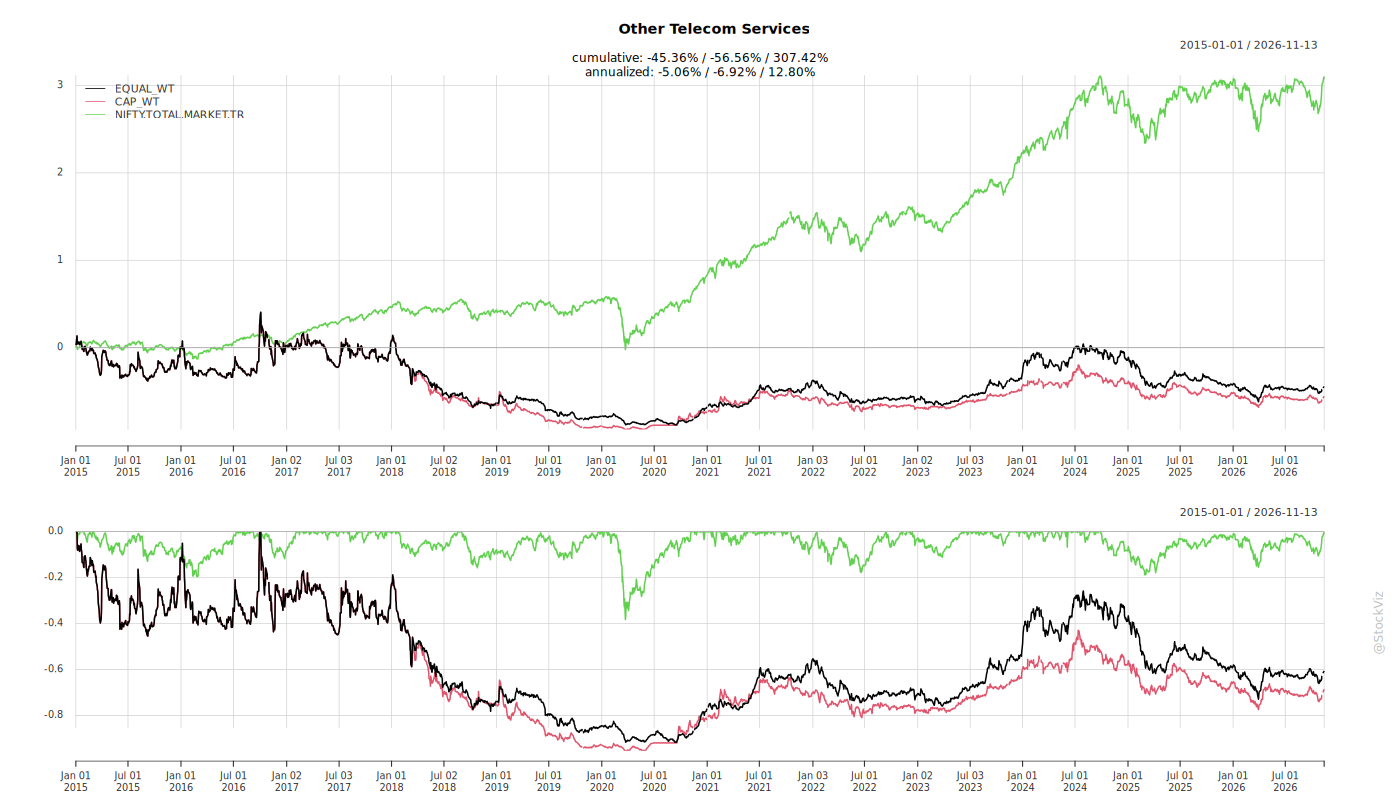 Other Telecom Services
2015-01-01 / 2026-11-13
cumulative: -45.36% / -56.56% / 307.42%
annualized: -5.06% / -6.92% / 12.80%
EQUAL_WT
CAP_WT
NIFTY.TOTAL.MARKET.TR
3
2
1
0
Jan 01 Jul 01 Jan 01 Jul 01 Jan 02 Jul 03 Jan 01 Jul 02 Jan 01 Jul 01 Jan 01 Jul 01 Jan 01 Jul 01 Jan 03 Jul 01 Jan 02 Jul 03 Jan 01 Jul 01 Jan 01 Jul 01 Jan 01 Jul 01
2015 2015 2016 2016 2017 2017 2018 2018 2019 2019 2020 2020 2021 2021 2022 2022 2023 2023 2024 2024 2025 2025 2026 2026
2015-01-01 / 2026-11-13
0.0
-0.2
-0.4
-0.6
-0.8
Jan 01 Jul 01 Jan 01 Jul 01 Jan 02 Jul 03 Jan 01 Jul 02 Jan 01 Jul 01 Jan 01 Jul 01 Jan 01 Jul 01 Jan 03 Jul 01 Jan 02 Jul 03 Jan 01 Jul 01 Jan 01 Jul 01 Jan 01 Jul 01
2015 2015 2016 2016 2017 2017 2018 2018 2019 2019 2020 2020 2021 2021 2022 2022 2023 2023 2024 2024 2025 2025 2026 2026
@StockViz